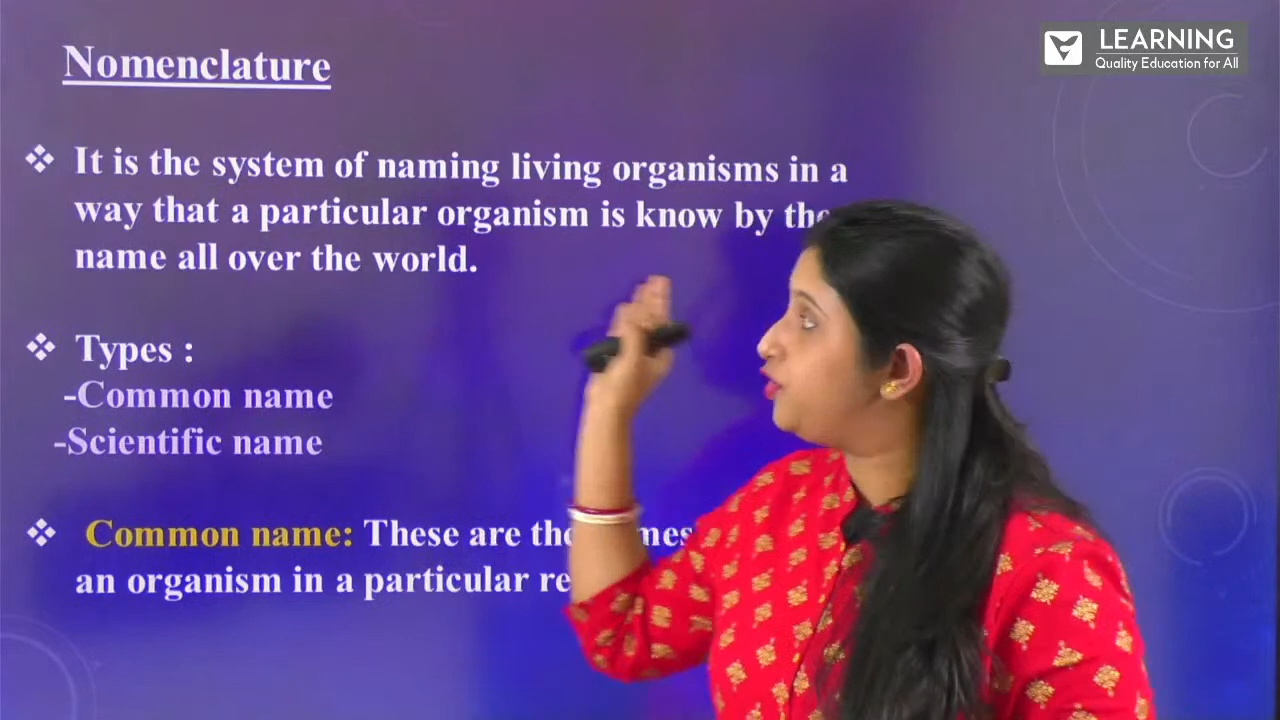 Nomenclature
LEARNING
Quality Education for All
❖ It is the system of naming living organisms in a
way that a particular organism is know by the
name all over the world.
❖ Types :
-Common name
-Scientific name
❖ Common name: These are the
an organism in a particular